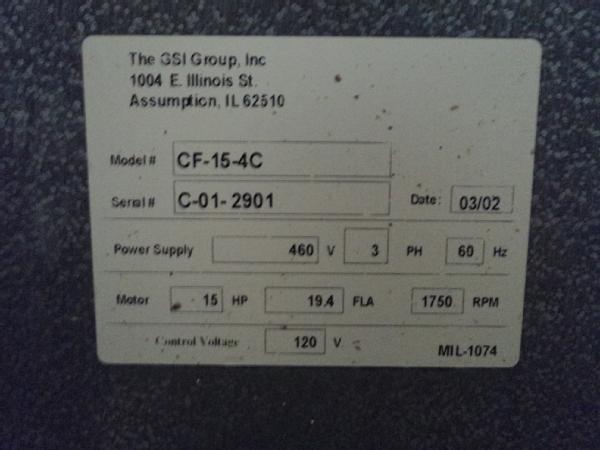 The GSI Group, Inc
1004 E. Illinois St.
Assumption, IL 62510
Model # CF-15-4C
Serial # C-01-2901 Date: 03/02
Power Supply 460 V 3 PH 60 Hz
Motor 15 HP 19.4 FLA 1750 RPM
Control Voltage 120 V
MIL-1074